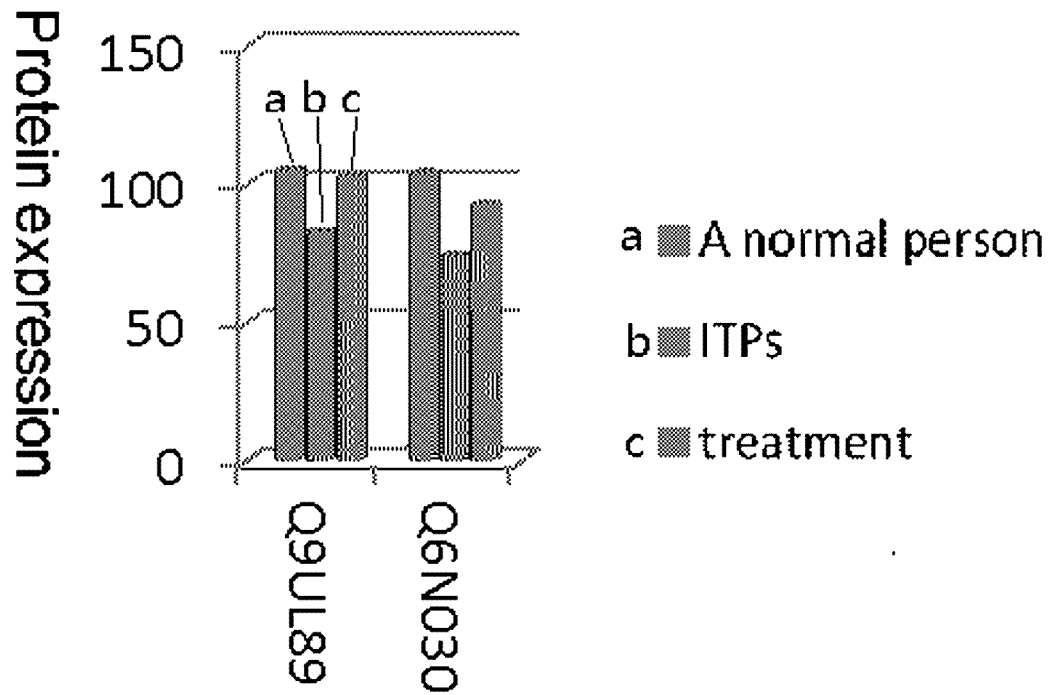 Protein expression
150
100
50
0
a b c
Q9UL89
Q6N030
a A normal person
b ITPs
c treatment